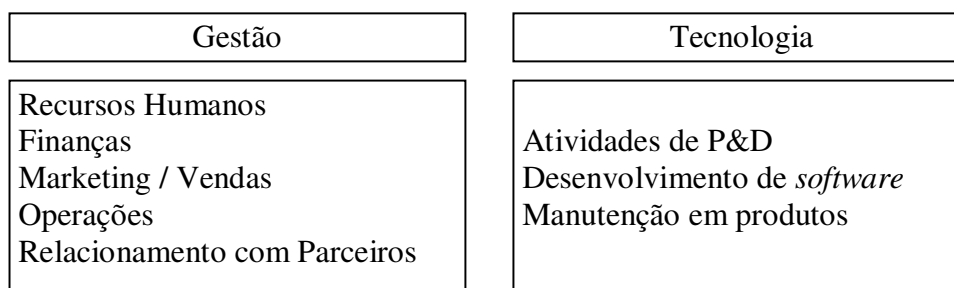 Gestão
Recursos Humanos
Finanças
Marketing / Vendas
Operações
Relacionamento com Parceiros
Tecnologia
Atividades de P&D
Desenvolvimento de software
Manutenção em produtos